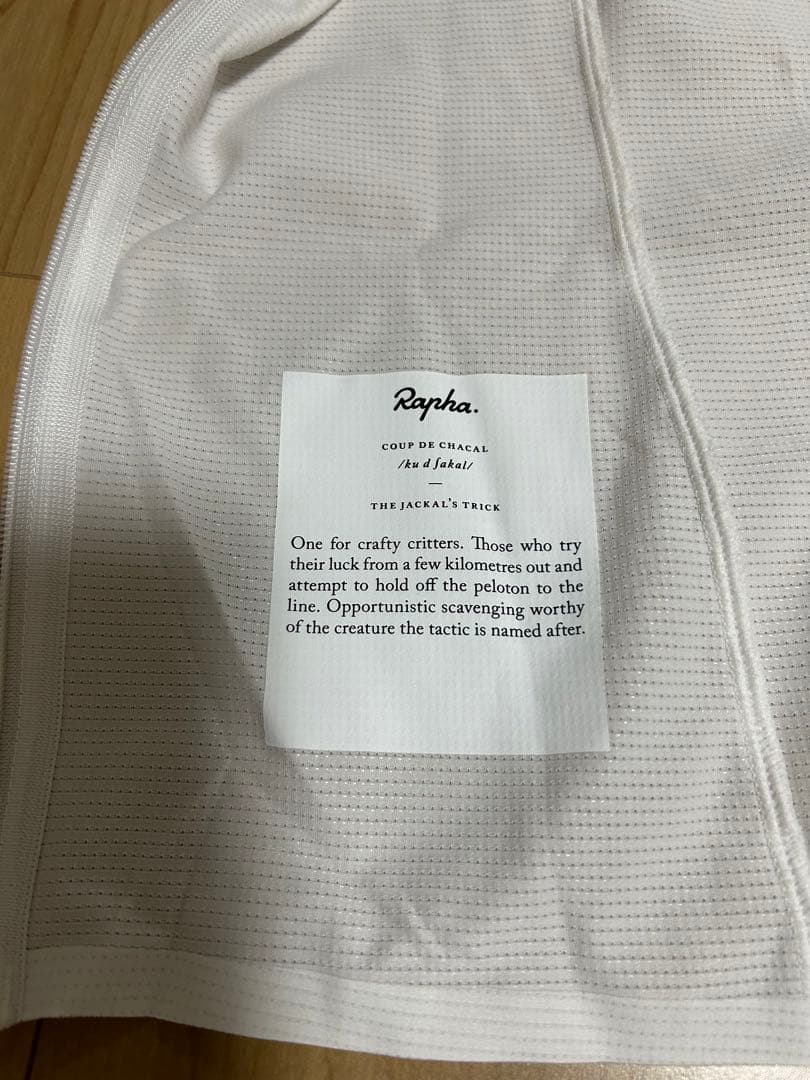 Rapha.
COUP DE CHACAL
/ku d ʃakal/
—
THE JACKAL'S TRICK
One for crafty critters. Those who try
their luck from a few kilometres out and
attempt to hold off the peloton to the
line. Opportunistic scavenging worthy
of the creature the tactic is named after.